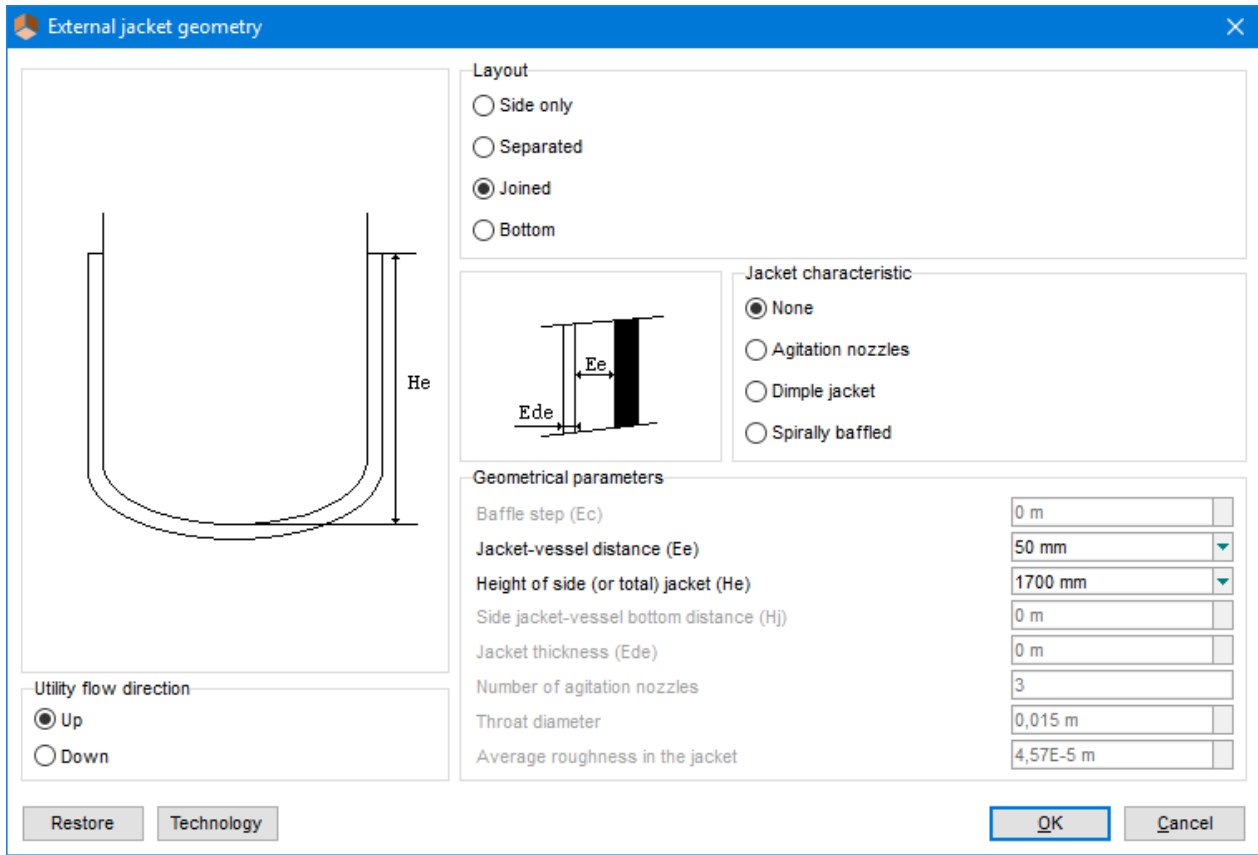 External jacket geometry
He
Utility flow direction
Up
Down
Layout
Side only
Separated
Joined
Bottom
Ee
Ede
Jacket characteristic
None
Agitation nozzles
Dimple jacket
Spirally baffled
Geometrical parameters
Baffle step (Ec) 0 m
Jacket-vessel distance (Ee) 50 mm
Height of side (or total) jacket (He) 1700 mm
Side jacket-vessel bottom distance (Hj) 0 m
Jacket thickness (Ede) 0 m
Number of agitation nozzles 3
Throat diameter 0,015 m
Average roughness in the jacket 4,57E-5 m
Restore Technology OK Cancel